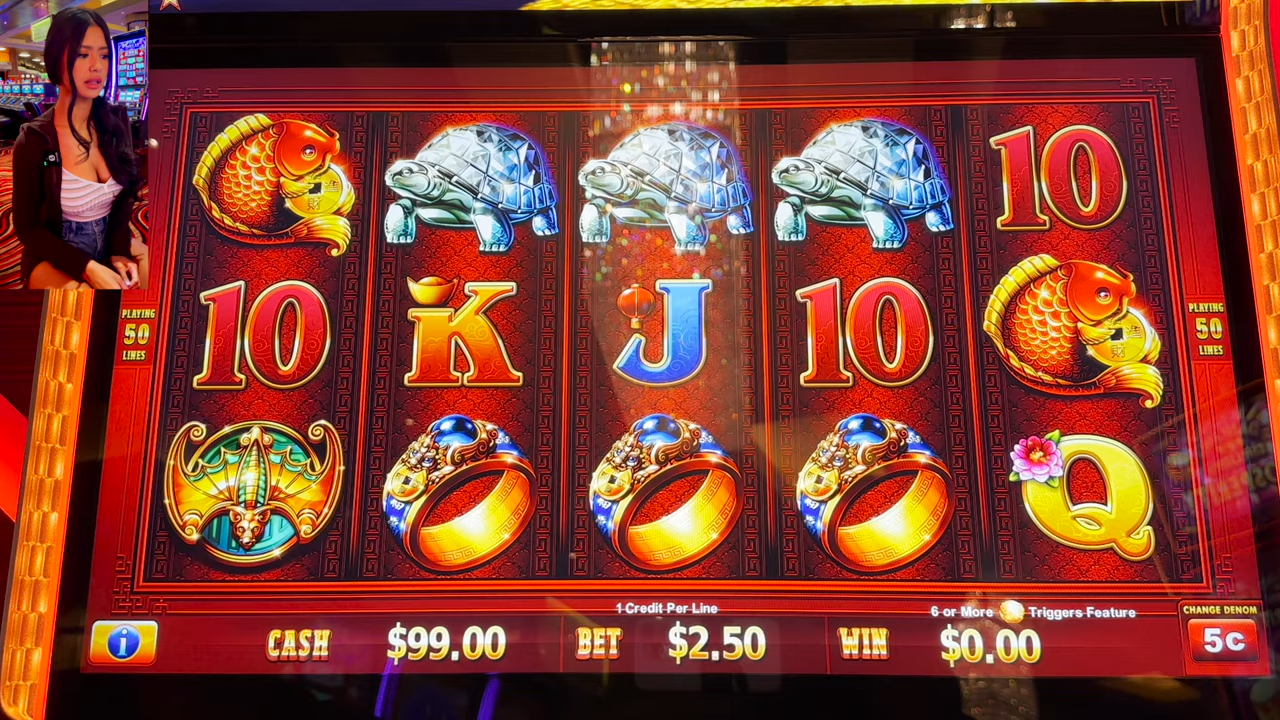 10
10
K
J
10
Q
PLAYING
50
LINES
PLAYING
50
LINES
1 Credit Per Line
6 or More Triggers Feature
CHANGE DENOM
5¢
CASH $99.00 BET $2.50 WIN $0.00